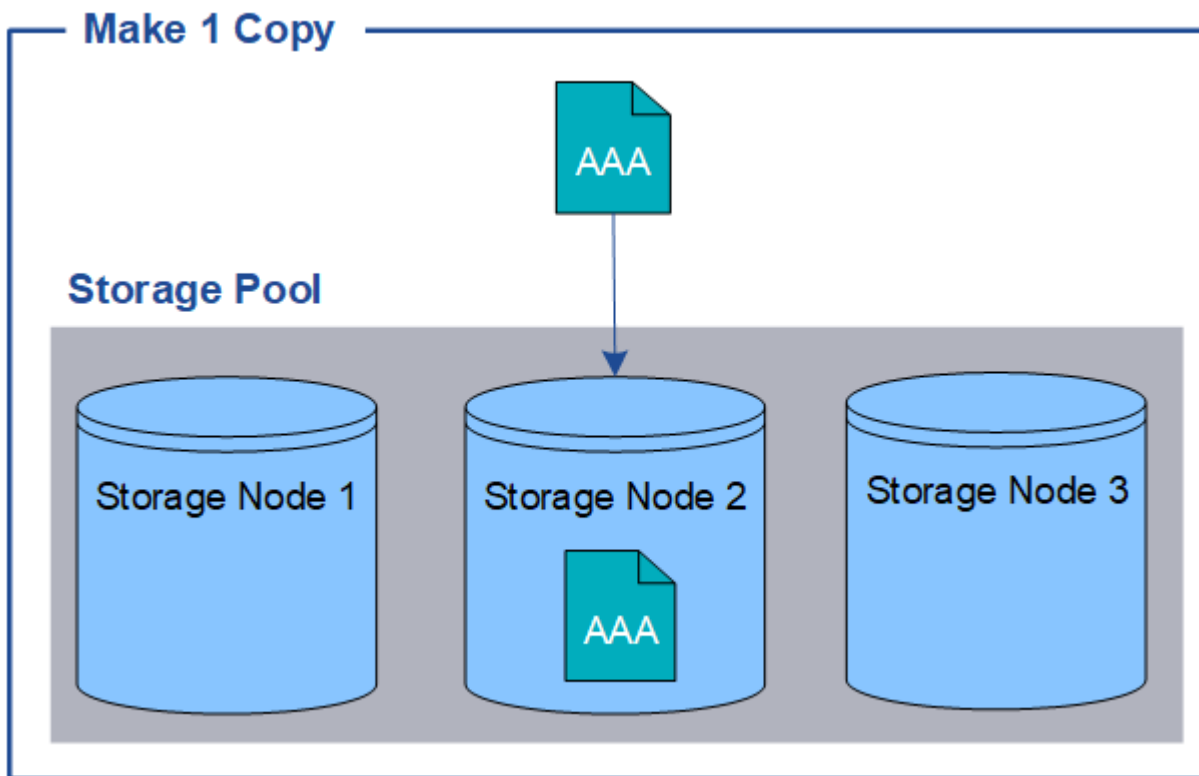 Make 1 Copy
AAA
Storage Pool
Storage Node 1
Storage Node 2
Storage Node 3
AAA